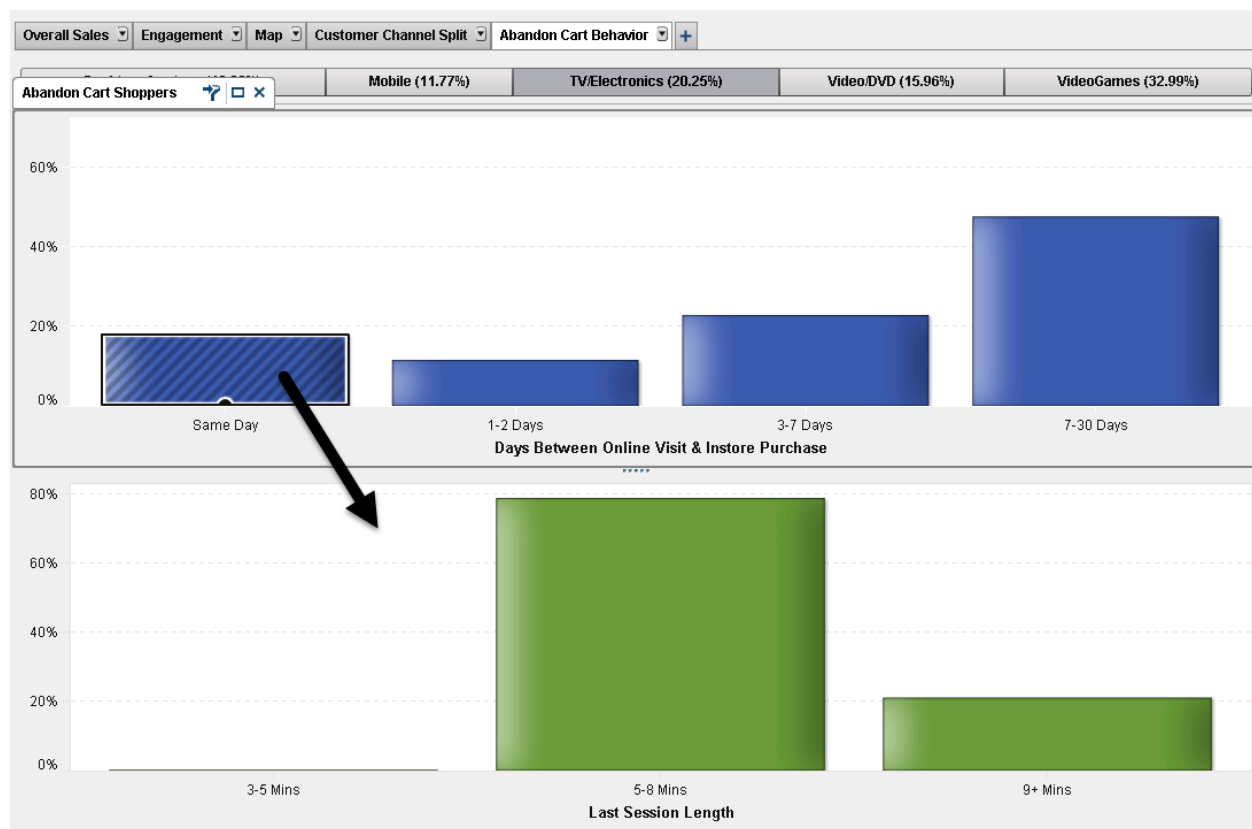 Overall Sales Engagement Map Customer Channel Split Abandon Cart Behavior +
Mobile (11.77%) TV/Electronics (20.25%) Video/DVD (15.96%) VideoGames (32.99%)
Abandon Cart Shoppers
60%
40%
20%
0%
Same Day 1-2 Days 3-7 Days 7-30 Days
Days Between Online Visit & Instore Purchase
80%
60%
40%
20%
0%
3-5 Mins 5-8 Mins 9+ Mins
Last Session Length